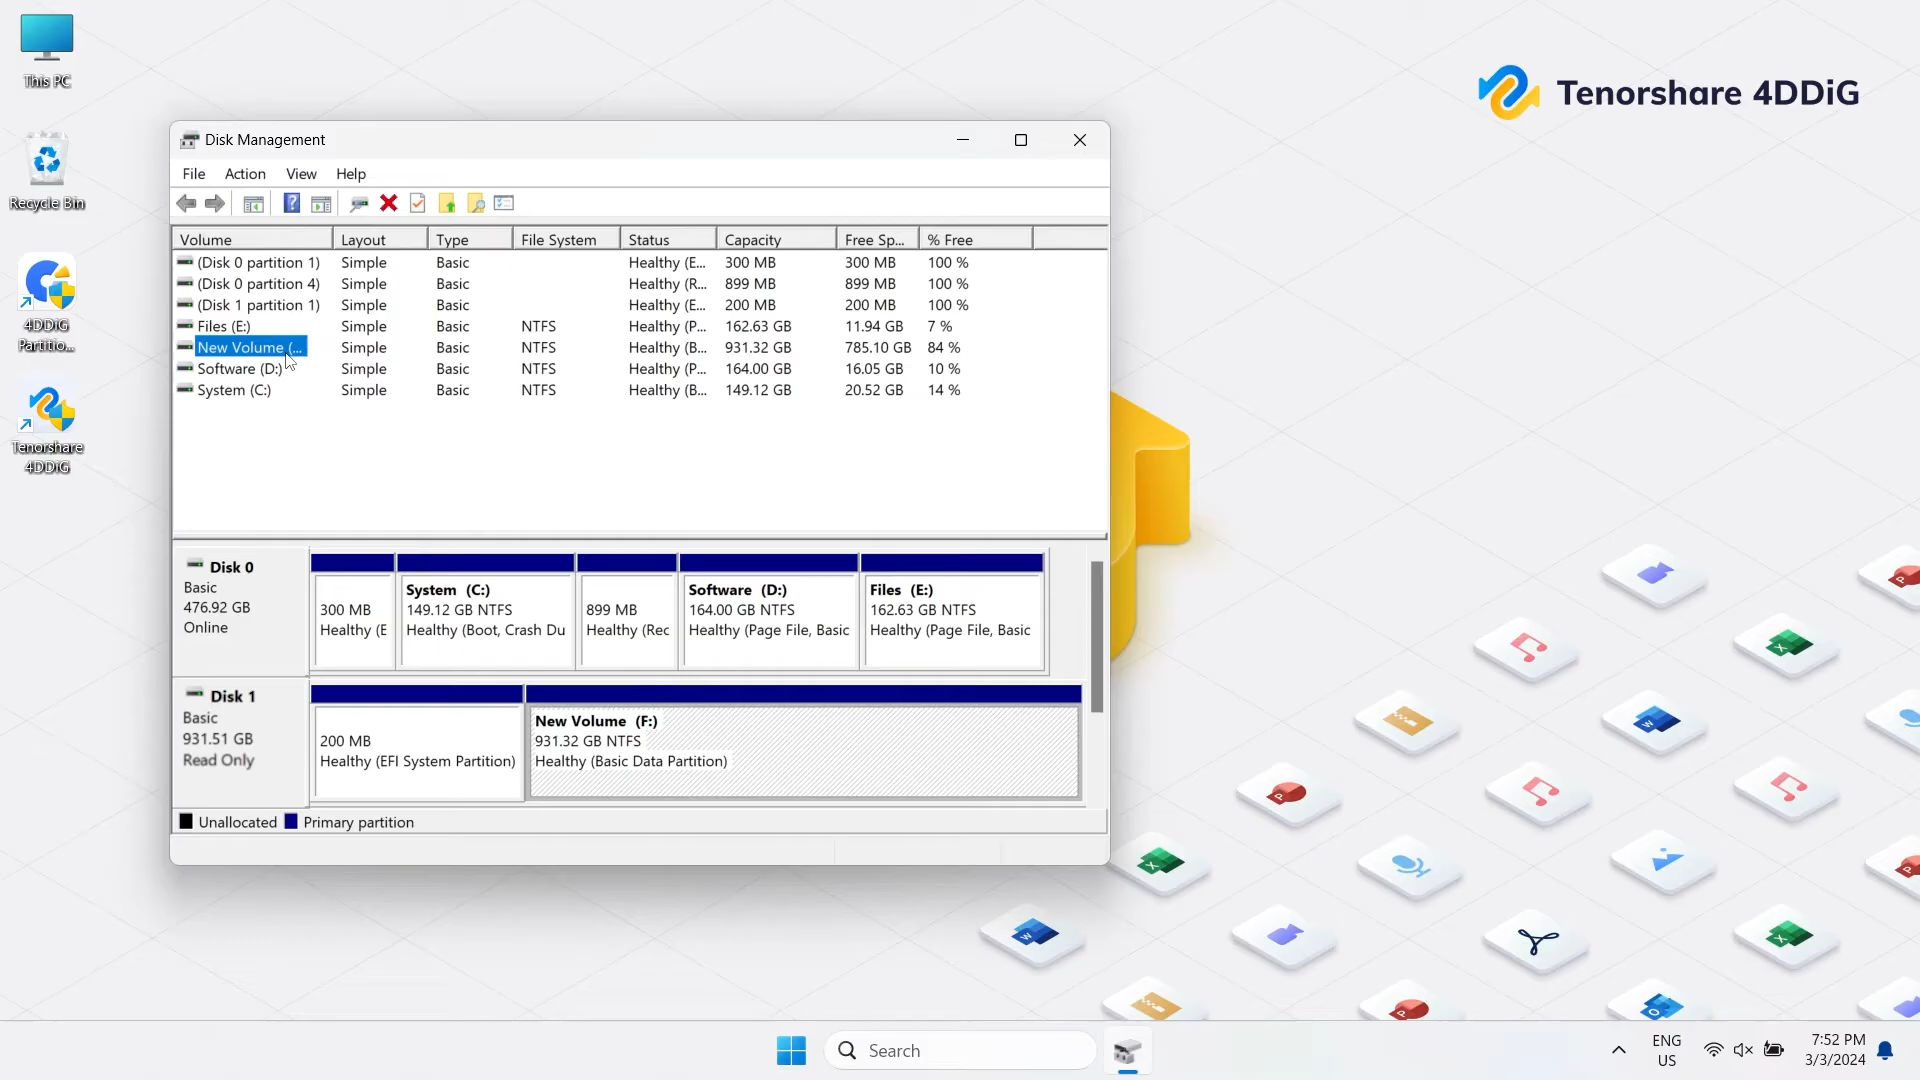 This PC
Recycle Bin
4DDiG
Partitio...
Tenorshare
4DDiG
Tenorshare 4DDiG
Disk Management
File Action View Help
Volume Layout Type File System Status Capacity Free Sp... % Free
(Disk 0 partition 1) Simple Basic Healthy (E... 300 MB 300 MB 100 %
(Disk 0 partition 4) Simple Basic Healthy (R... 899 MB 899 MB 100 %
(Disk 1 partition 1) Simple Basic Healthy (E... 200 MB 200 MB 100 %
Files (E:) Simple Basic NTFS Healthy (P... 162.63 GB 11.94 GB 7 %
New Volume (... Simple Basic NTFS Healthy (B... 931.32 GB 785.10 GB 84 %
Software (D:) Simple Basic NTFS Healthy (P... 164.00 GB 16.05 GB 10 %
System (C:) Simple Basic NTFS Healthy (B... 149.12 GB 20.52 GB 14 %
Disk 0
Basic
476.92 GB
Online
300 MB
Healthy (E
System (C:)
149.12 GB NTFS
Healthy (Boot, Crash Du
899 MB
Healthy (Rec
Software (D:)
164.00 GB NTFS
Healthy (Page File, Basic
Files (E:)
162.63 GB NTFS
Healthy (Page File, Basic
Disk 1
Basic
931.51 GB
Read Only
200 MB
Healthy (EFI System Partition)
New Volume (F:)
931.32 GB NTFS
Healthy (Basic Data Partition)
Unallocated Primary partition
Search
ENG
US
7:52 PM
3/3/2024